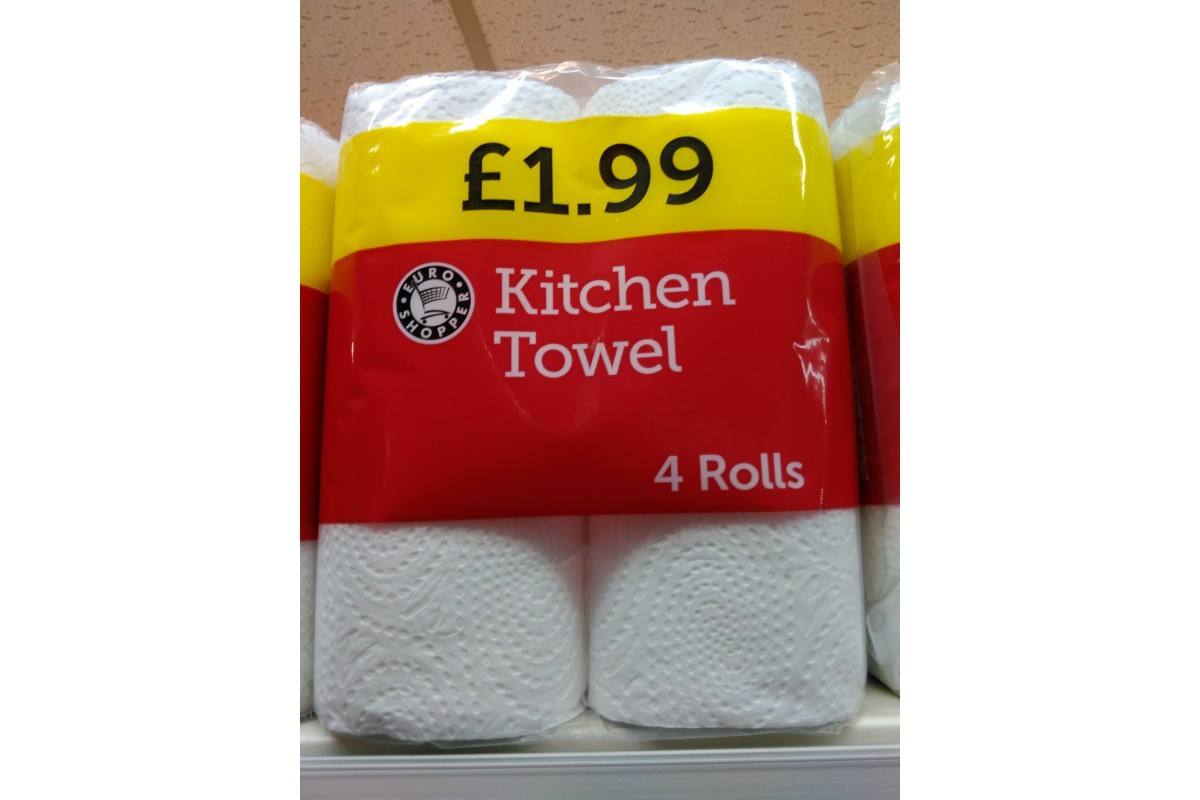 £1.99
EURO
SHOPPER
Kitchen
Towel
4 Rolls